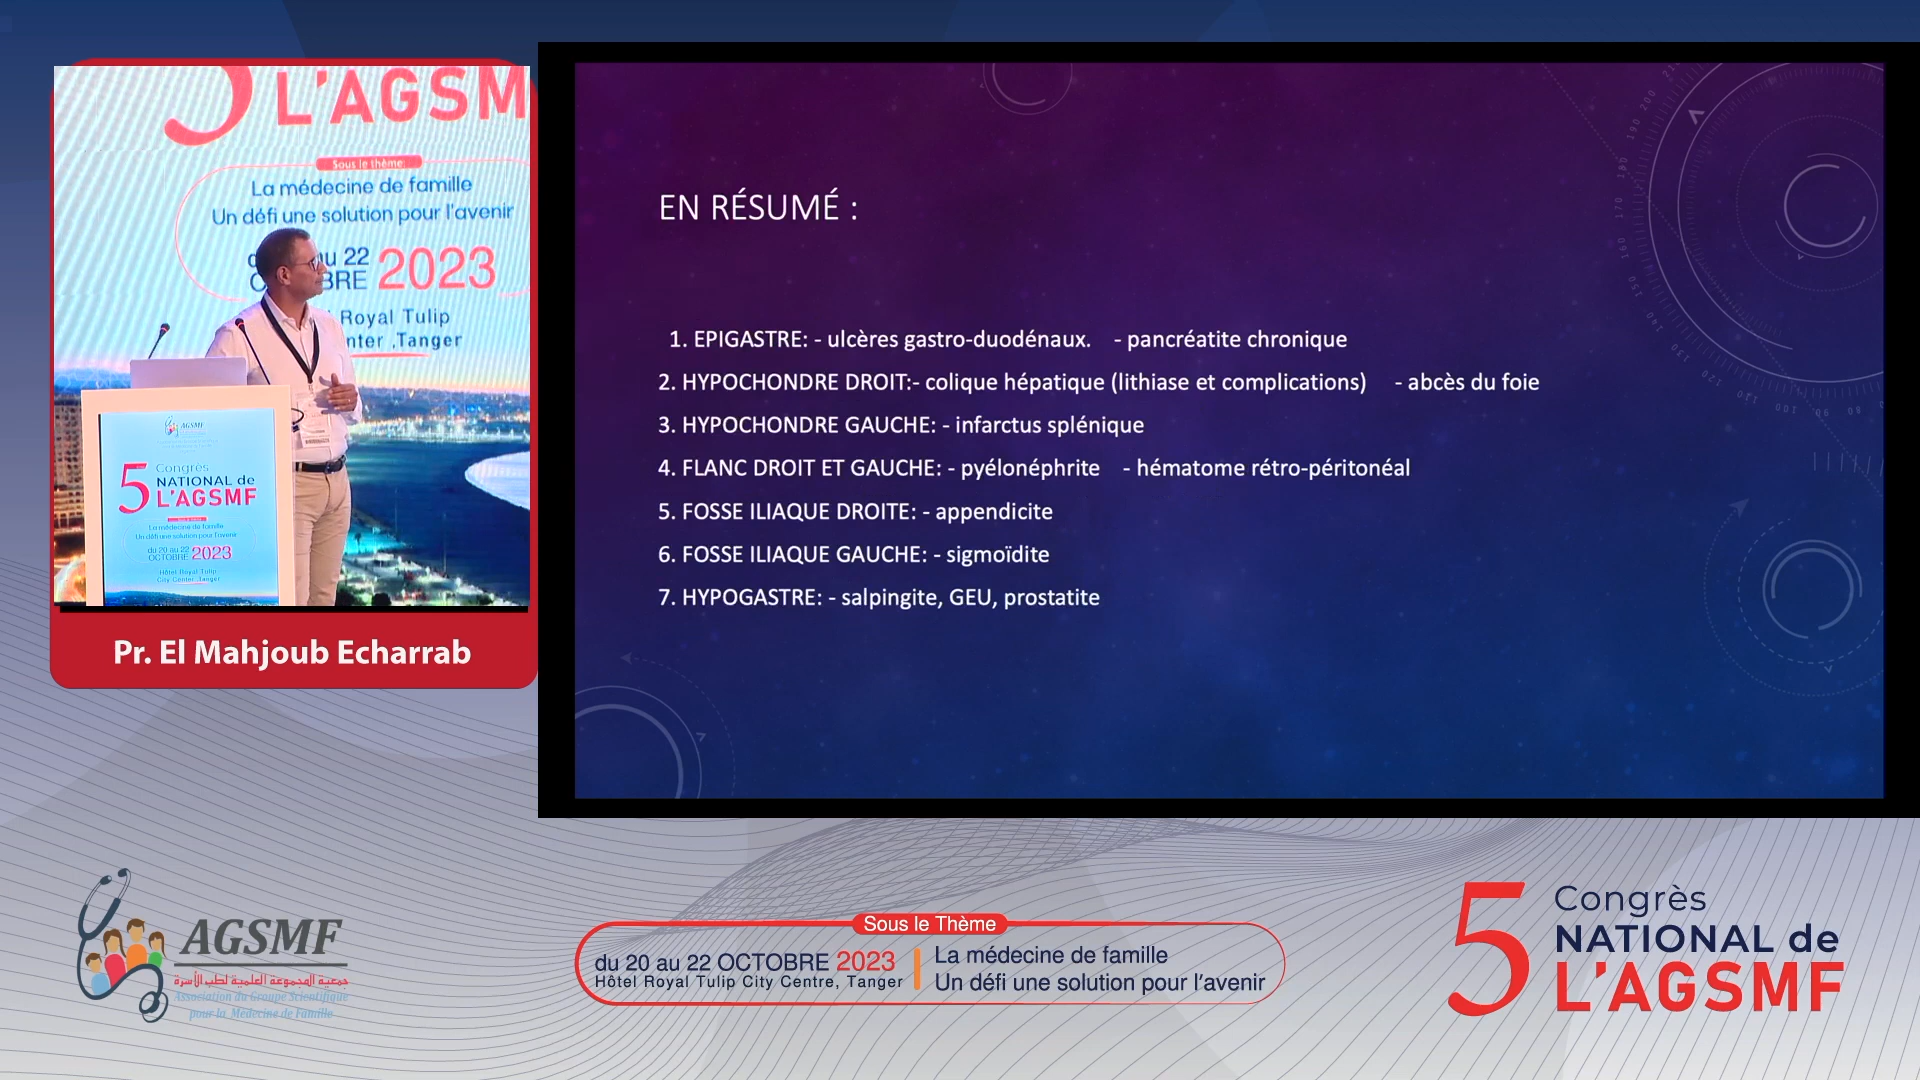 5 L'AGSM
Sous le thème:
La médecine de famille
Un défi une solution pour l'avenir
au 22
BRE 2023
Royal Tulip
nter ,Tanger
AGSMF
5 Congrès
NATIONAL de
L'AGSMF
La médecine de famille
Un défi une solution pour l'avenir
du 20 au 22
OCTOBRE 2023
Hôtel Royal Tulip
City Center ,Tanger
Pr. El Mahjoub Echarrab
EN RÉSUMÉ :
1. EPIGASTRE: - ulcères gastro-duodénaux. - pancréatite chronique
2. HYPOCHONDRE DROIT:- colique hépatique (lithiase et complications) - abcès du foie
3. HYPOCHONDRE GAUCHE: - infarctus splénique
4. FLANC DROIT ET GAUCHE: - pyélonéphrite - hématome rétro-péritonéal
5. FOSSE ILIAQUE DROITE: - appendicite
6. FOSSE ILIAQUE GAUCHE: - sigmoïdite
7. HYPOGASTRE: - salpingite, GEU, prostatite
AGSMF
جمعية المجموعة العلمية لطب الأسرة
Association du Groupe Scientifique
pour la Médecine de Famille
Sous le Thème
du 20 au 22 OCTOBRE 2023
Hôtel Royal Tulip City Centre, Tanger
La médecine de famille
Un défi une solution pour l'avenir
5 Congrès
NATIONAL de
L'AGSMF